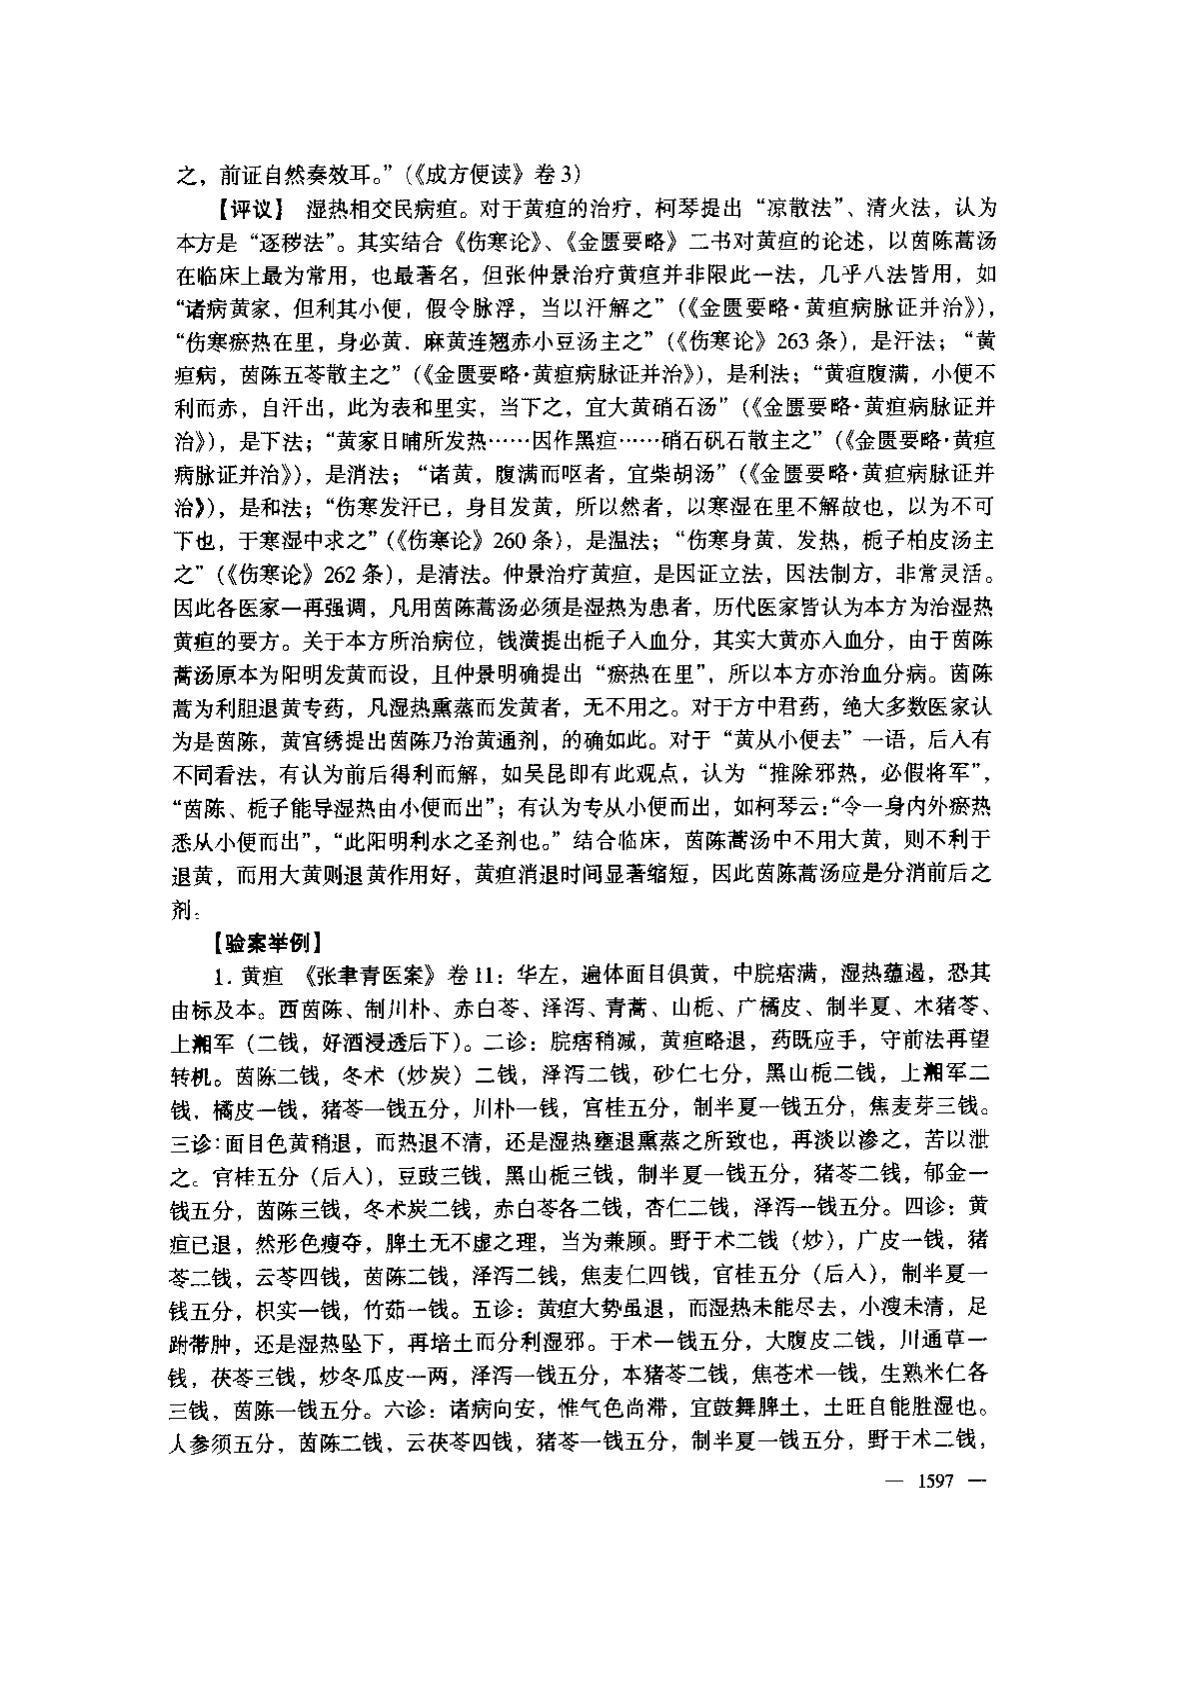 之，前证自然奏效耳。”（《成方便读》卷 3）
【评议】 湿热相交民病疸。对于黄疸的治疗，柯琴提出“凉散法”、清火法，认为
本方是“逐秽法”。其实结合《伤寒论》、《金匮要略》二书对黄疸的论述，以茵陈蒿汤
在临床上最为常用，也最著名，但张仲景治疗黄疸并非限此一法，几乎八法皆用，如
“诸病黄家，但利其小便，假令脉浮，当以汗解之”（《金匮要略·黄疸病脉证并治》），
“伤寒瘀热在里，身必黄．麻黄连翘赤小豆汤主之”（《伤寒论》263 条），是汗法；“黄
疸病，茵陈五苓散主之”（《金匮要略·黄疸病脉证并治》），是利法；“黄疸腹满，小便不
利而赤，自汗出，此为表和里实，当下之，宜大黄硝石汤”（《金匮要略·黄疸病脉证并
治》），是下法；“黄家日晡所发热……因作黑疸……硝石矾石散主之”（《金匮要略·黄疸
病脉证并治》），是消法；“诸黄，腹满而呕者，宜柴胡汤”（《金匮要略·黄疸病脉证并
治》），是和法；“伤寒发汗已，身目发黄，所以然者，以寒湿在里不解故也，以为不可
下也，于寒湿中求之”（《伤寒论》260 条），是温法；“伤寒身黄．发热，栀子柏皮汤主
之”（《伤寒论》262 条），是清法。仲景治疗黄疸，是因证立法，因法制方，非常灵活。
因此各医家一再强调，凡用茵陈蒿汤必须是湿热为患者，历代医家皆认为本方为治湿热
黄疸的要方。关于本方所治病位，钱潢提出栀子入血分，其实大黄亦入血分，由于茵陈
蒿汤原本为阳明发黄而设，且仲景明确提出“瘀热在里”，所以本方亦治血分病。茵陈
蒿为利胆退黄专药，凡湿热熏蒸而发黄者，无不用之。对于方中君药，绝大多数医家认
为是茵陈，黄宫绣提出茵陈乃治黄通剂，的确如此。对于“黄从小便去”一语，后人有
不同看法，有认为前后得利而解，如吴昆即有此观点，认为“推除邪热，必假将军”，
“茵陈、栀子能导湿热由小便而出”；有认为专从小便而出，如柯琴云：“令一身内外瘀热
悉从小便而出”，“此阳明利水之圣剂也。”结合临床，茵陈蒿汤中不用大黄，则不利于
退黄，而用大黄则退黄作用好，黄疸消退时间显著缩短，因此茵陈蒿汤应是分消前后之
剂。
【验案举例】
1. 黄疸 《张聿青医案》卷 11：华左，遍体面目俱黄，中脘痞满，湿热蕴遏，恐其
由标及本。西茵陈、制川朴、赤白苓、泽泻、青蒿、山栀、广橘皮、制半夏、木猪苓、
上湘军（二钱，好酒浸透后下）。二诊：脘痞稍减，黄疸略退，药既应手，守前法再望
转机。茵陈二钱，冬术（炒炭）二钱，泽泻二钱，砂仁七分，黑山栀二钱，上湘军二
钱，橘皮一钱，猪苓一钱五分，川朴一钱，官桂五分，制半夏一钱五分，焦麦芽三钱。
三诊：面目色黄稍退，而热退不清，还是湿热壅退熏蒸之所致也，再淡以渗之，苦以泄
之。官桂五分（后入），豆豉三钱，黑山栀三钱，制半夏一钱五分，猪苓二钱，郁金一
钱五分，茵陈三钱，冬术炭二钱，赤白苓各二钱，杏仁二钱，泽泻一钱五分。四诊：黄
疸已退，然形色瘦夺，脾土无不虚之理，当为兼顾。野于术二钱（炒），广皮一钱，猪
苓二钱，云苓四钱，茵陈二钱，泽泻二钱，焦麦仁四钱，官桂五分（后入），制半夏一
钱五分，枳实一钱，竹茹一钱。五诊：黄疸大势虽退，而湿热未能尽去，小溲未清，足
跗带肿，还是湿热坠下，再培土而分利湿邪。于术一钱五分，大腹皮二钱，川通草一
钱，茯苓三钱，炒冬瓜皮一两，泽泻一钱五分，本猪苓二钱，焦苍术一钱，生熟米仁各
三钱，茵陈一钱五分。六诊：诸病向安，惟气色尚滞，宜鼓舞脾土，土旺自能胜湿也。
人参须五分，茵陈二钱，云茯苓四钱，猪苓一钱五分，制半夏一钱五分，野于术二钱，
— 1597 —